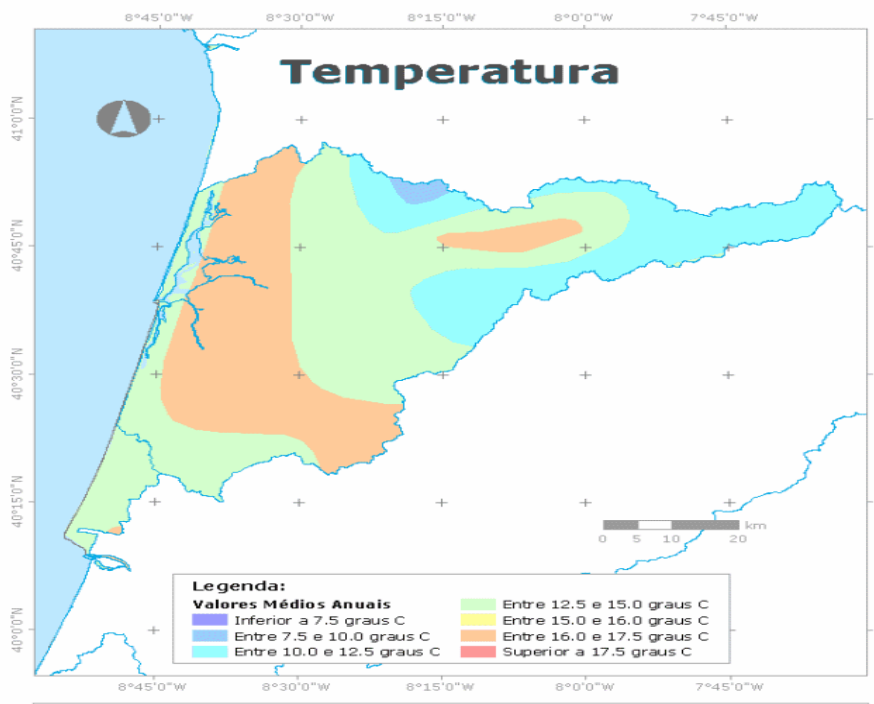 8°45'0"W 8°30'0"W 8°15'0"W 8°0'0"W 7°45'0"W
Temperatura
41°0'0"N
40°45'0"N
40°30'0"N
40°15'0"N
40°0'0"N
km
0 5 10 20
Legenda:
Valores Médios Anuais
Inferior a 7.5 graus C
Entre 7.5 e 10.0 graus C
Entre 10.0 e 12.5 graus C
Entre 12.5 e 15.0 graus C
Entre 15.0 e 16.0 graus C
Entre 16.0 e 17.5 graus C
Superior a 17.5 graus C
8°45'0"W 8°30'0"W 8°15'0"W 8°0'0"W 7°45'0"W